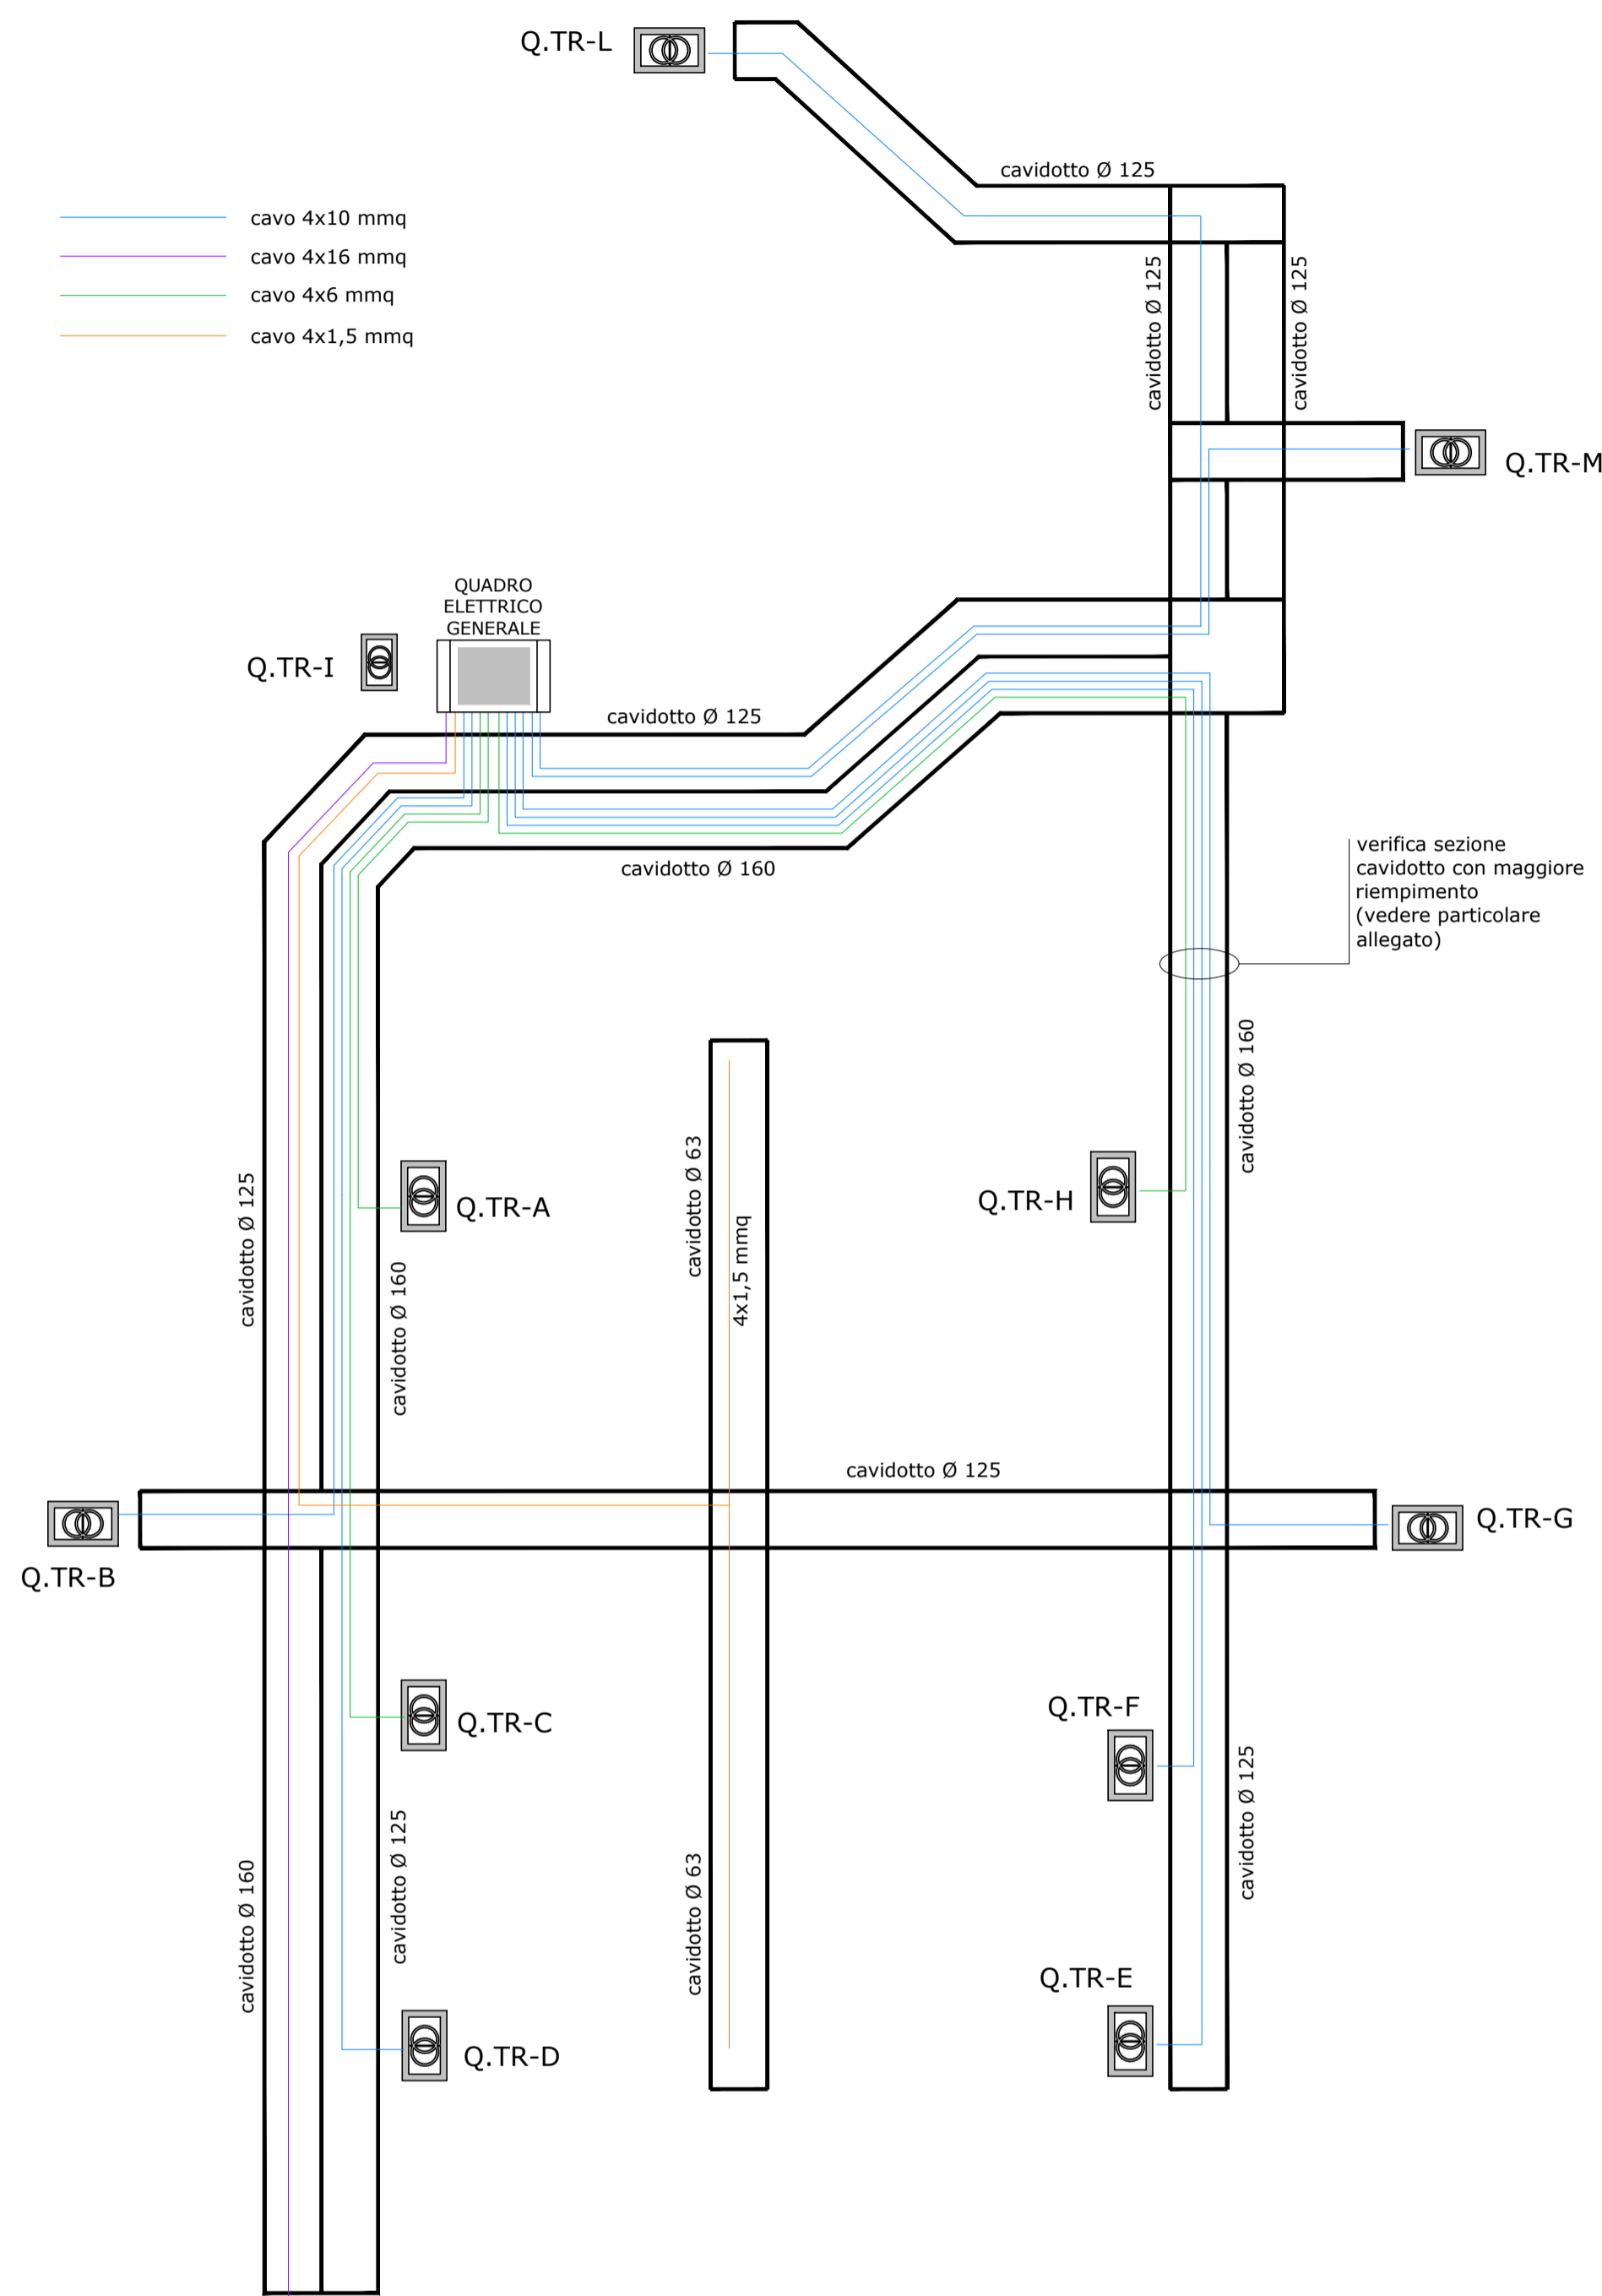 Q.TR-L
cavidotto Ø 125
cavo 4x10 mmq
cavo 4x16 mmq
cavo 4x6 mmq
cavo 4x1,5 mmq
cavidotto Ø 125
cavidotto Ø 125
Q.TR-M
QUADRO
ELETTRICO
GENERALE
Q.TR-I
cavidotto Ø 125
cavidotto Ø 160
verifica sezione
cavidotto con maggiore
riempimento
(vedere particolare
allegato)
cavidotto Ø 160
cavidotto Ø 63
4x1,5 mmq
cavidotto Ø 125
Q.TR-A
Q.TR-H
cavidotto Ø 160
cavidotto Ø 125
Q.TR-B
Q.TR-G
Q.TR-C
Q.TR-F
cavidotto Ø 125
cavidotto Ø 125
cavidotto Ø 160
cavidotto Ø 63
Q.TR-E
Q.TR-D